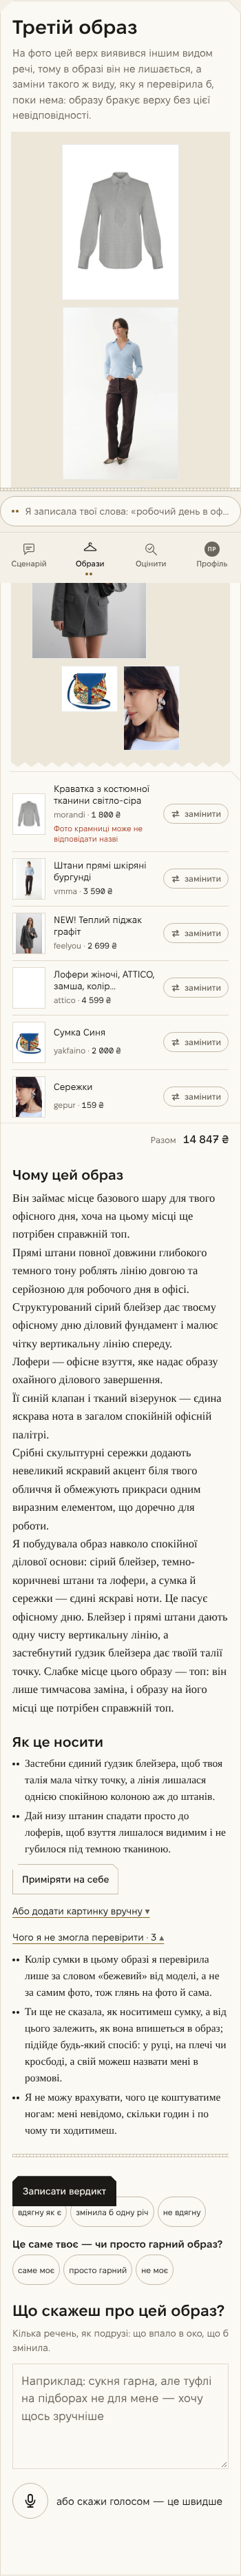 Третій образ
На фото цей верх виявився іншим видом
речі, тому в образі він не лишається, а
заміни такого ж виду, яку я перевірила б,
поки нема: образу бракує верху без цієї
невідповідності.
Я записала твої слова: «робочий день в оф...
Сценарій
Образи
Оцінити
ПР
Профіль
Краватка з костюмної
тканини світло-сіра
morandi · 1 800 ₴
Фото крамниці може не
відповідати назві
замінити
Штани прямі шкіряні
бургунді
vmma · 3 590 ₴
замінити
NEW! Теплий піджак
графіт
feelyou · 2 699 ₴
замінити
Лофери жіночі, ATTICO,
замша, колір...
attico · 4 599 ₴
замінити
Сумка Синя
yakfaino · 2 000 ₴
замінити
Сережки
gepur · 159 ₴
замінити
Разом 14 847 ₴
Чому цей образ
Він займає місце базового шару для твого
офісного дня, хоча на цьому місці ще
потрібен справжній топ.
Прямі штани повної довжини глибокого
темного тону роблять лінію довгою та
серйозною для робочого дня в офісі.
Структурований сірий блейзер дає твоєму
офісному дню діловий фундамент і малює
чітку вертикальну лінію спереду.
Лофери — офісне взуття, яке надає образу
охайного ділового завершення.
Її синій клапан і тканий візерунок — єдина
яскрава нота в загалом спокійній офісній
палітрі.
Срібні скульптурні сережки додають
невеликий яскравий акцент біля твого
обличчя й обмежують прикраси одним
виразним елементом, що доречно для
роботи.
Я побудувала образ навколо спокійної
ділової основи: сірий блейзер, темно-
коричневі штани та лофери, а сумка й
сережки — єдині яскраві ноти. Це пасує
офісному дню. Блейзер і прямі штани дають
одну чисту вертикальну лінію, а
застебнутий ґудзик блейзера дає твоїй талії
точку. Слабке місце цього образу — топ: він
лише тимчасова заміна, і образу на його
місці ще потрібен справжній топ.
Як це носити
Застебни єдиний ґудзик блейзера, щоб твоя
талія мала чітку точку, а лінія лишалася
однією спокійною колоною аж до штанів.
Дай низу штанин спадати просто до
лоферів, щоб взуття лишалося видимим і не
губилося під темною тканиною.
Приміряти на себе
Або додати картинку вручну ▾
Чого я не змогла перевірити · 3 ▴
Колір сумки в цьому образі я перевірила
лише за словом «бежевий» від моделі, а не
за самим фото, тож глянь на фото й сама.
Ти ще не сказала, як носитимеш сумку, а від
цього залежить, як вона впишеться в образ;
підійде будь-який спосіб: у руці, на плечі чи
кросбоді, а свій можеш назвати мені в
розмові.
Я не можу врахувати, чого це коштуватиме
ногам: мені невідомо, скільки годин і по
чому ти ходитимеш.
Записати вердикт
вдягну як є
змінила б одну річ
не вдягну
Це саме твоє — чи просто гарний образ?
саме моє
просто гарний
не моє
Що скажеш про цей образ?
Кілька речень, як подрузі: що впало в око, що б
змінила.
Наприклад: сукня гарна, але туфлі
на підборах не для мене — хочу
щось зручніше
або скажи голосом — це швидше